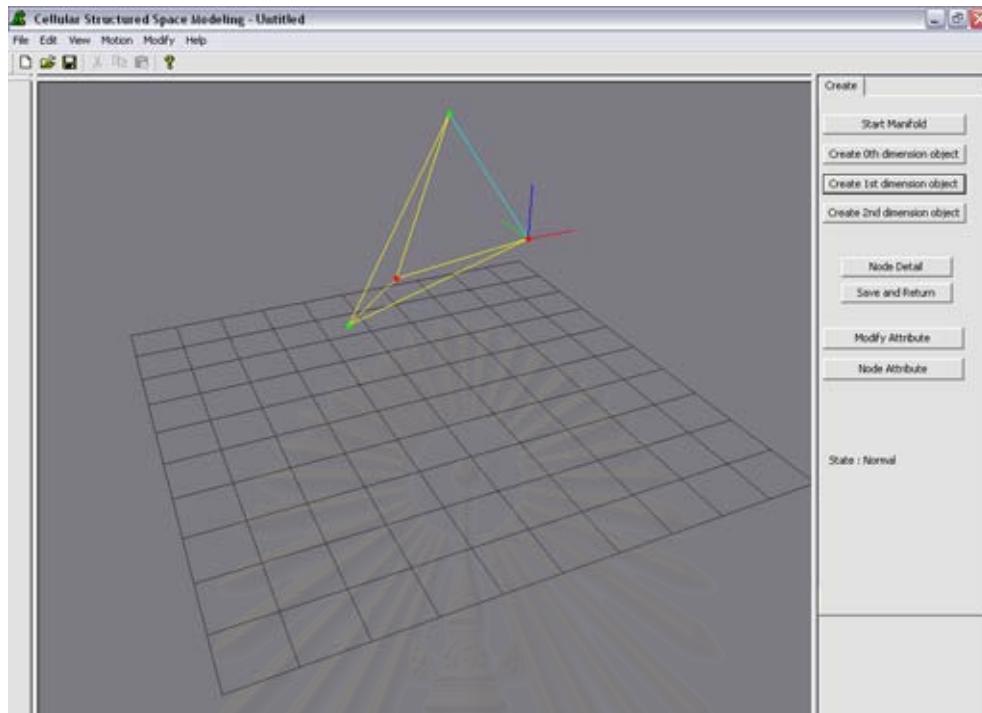 Cellular Structured Space Modeling - Untitled
File Edit View Motion Modify Help
Create
Start Manifold
Create 0th dimension object
Create 1st dimension object
Create 2nd dimension object
Node Detail
Save and Return
Modify Attribute
Node Attribute
State : Normal